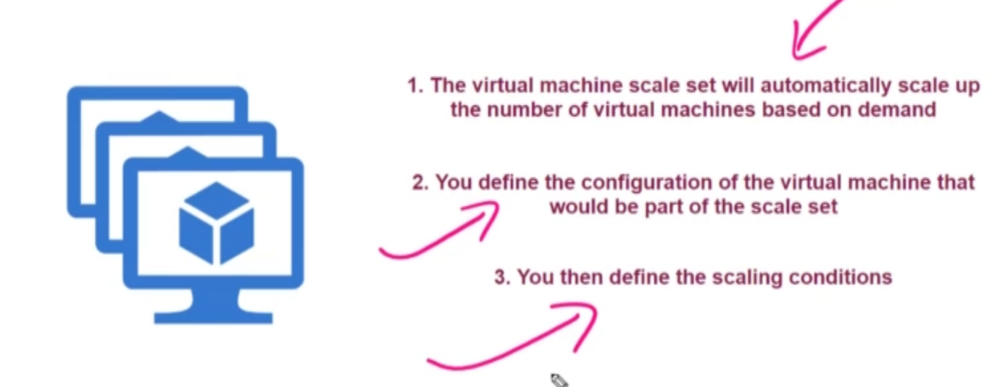 1. The virtual machine scale set will automatically scale up
the number of virtual machines based on demand
2. You define the configuration of the virtual machine that
would be part of the scale set
3. You then define the scaling conditions